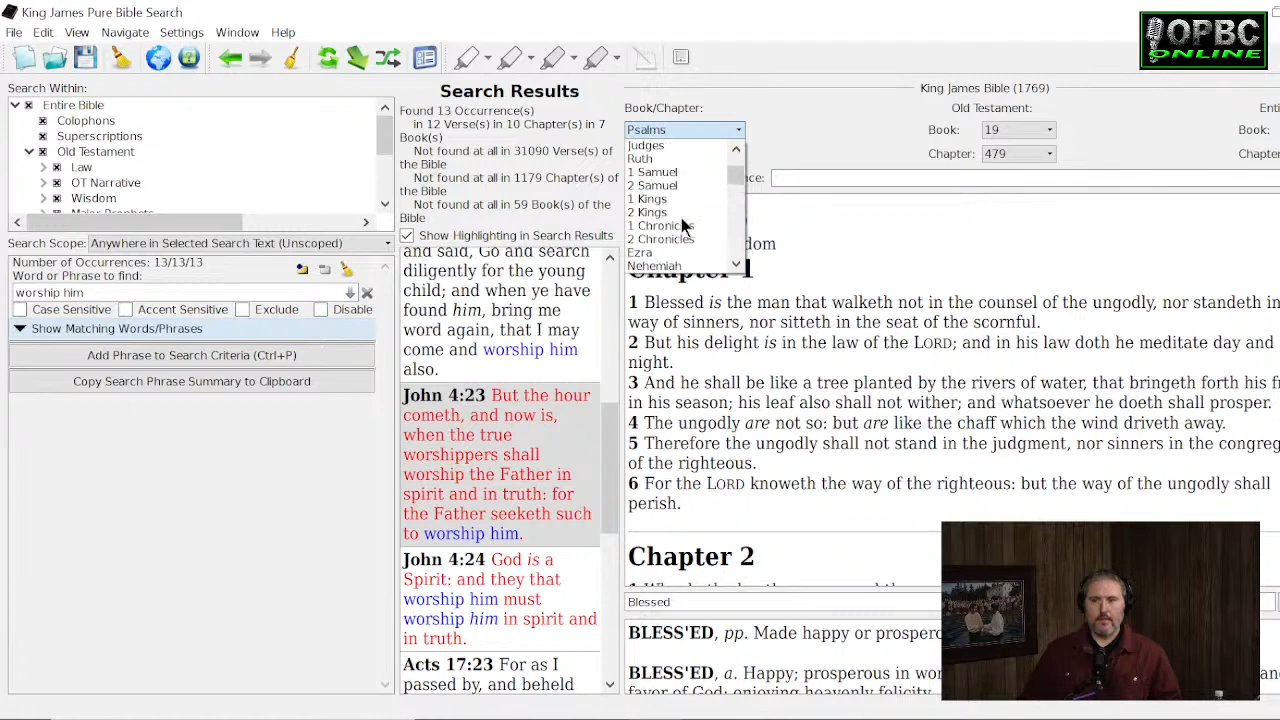 King James Pure Bible Search
File Edit View Navigate Settings Window Help
OPBC
ONLINE
Search Within:
Entire Bible
Colophons
Superscriptions
Old Testament
Law
OT Narrative
Wisdom
Major Prophets
Search Scope: Anywhere in Selected Search Text (Unscoped)
Number of Occurrences: 13/13/13
Word or Phrase to find:
worship him
Case Sensitive Accent Sensitive Exclude Disable
Show Matching Words/Phrases
Add Phrase to Search Criteria (Ctrl+P)
Copy Search Phrase Summary to Clipboard
Search Results
Found 13 Occurrence(s)
in 12 Verse(s) in 10 Chapter(s) in 7
Book(s)
Not found at all in 31090 Verse(s) of
the Bible
Not found at all in 1179 Chapter(s) of
the Bible
Not found at all in 59 Book(s) of the
Bible
Show Highlighting in Search Results
and said, Go and search
diligently for the young
child; and when ye have
found him, bring me
word again, that I may
come and worship him
also.
John 4:23 But the hour
cometh, and now is,
when the true
worshippers shall
worship the Father in
spirit and in truth: for
the Father seeketh such
to worship him.
John 4:24 God is a
Spirit: and they that
worship him must
worship him in spirit and
in truth.
Acts 17:23 For as I
passed by, and beheld
King James Bible (1769)
Book/Chapter:
Old Testament:
Enti
Psalms
Book: 19
Book:
Chapter: 479
Chapte
nce:
Judges
Ruth
1 Samuel
2 Samuel
1 Kings
2 Kings
1 Chronicles
2 Chronicles
Ezra
Nehemiah
dom
Chapter 1
1 Blessed is the man that walketh not in the counsel of the ungodly, nor standeth in
way of sinners, nor sitteth in the seat of the scornful.
2 But his delight is in the law of the LORD; and in his law doth he meditate day and
night.
3 And he shall be like a tree planted by the rivers of water, that bringeth forth his f
in his season; his leaf also shall not wither; and whatsoever he doeth shall prosper.
4 The ungodly are not so: but are like the chaff which the wind driveth away.
5 Therefore the ungodly shall not stand in the judgment, nor sinners in the congreg
of the righteous.
6 For the LORD knoweth the way of the righteous: but the way of the ungodly shall
perish.
Chapter 2
Blessed
BLESS'ED, pp. Made happy or prospero
BLESS'ED, a. Happy; prosperous in wor
favor of God; enjoying heavenly felicity.